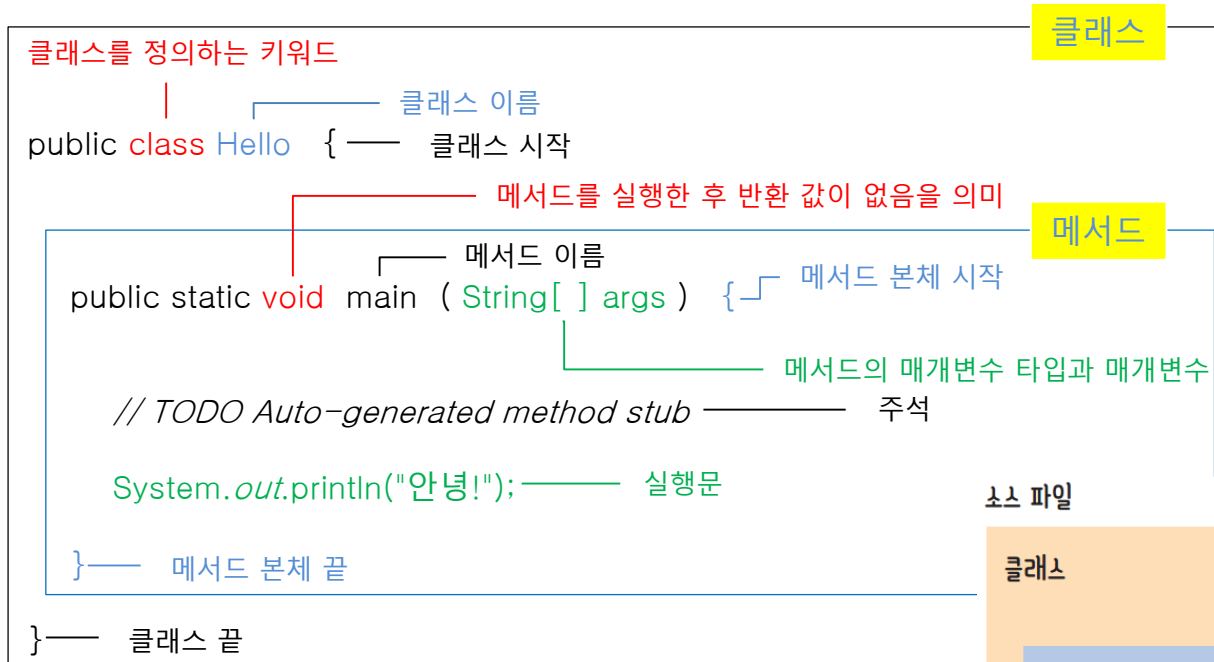 클래스
클래스를 정의하는 키워드
클래스 이름
public class Hello { 클래스 시작
메서드를 실행한 후 반환 값이 없음을 의미
메서드
메서드 이름
메서드 본체 시작
public static void main ( String[ ] args ) {
메서드의 매개변수 타입과 매개변수
// TODO Auto-generated method stub 주석
System.out.println("안녕!"); 실행문
소스 파일
} 메서드 본체 끝
클래스
} 클래스 끝